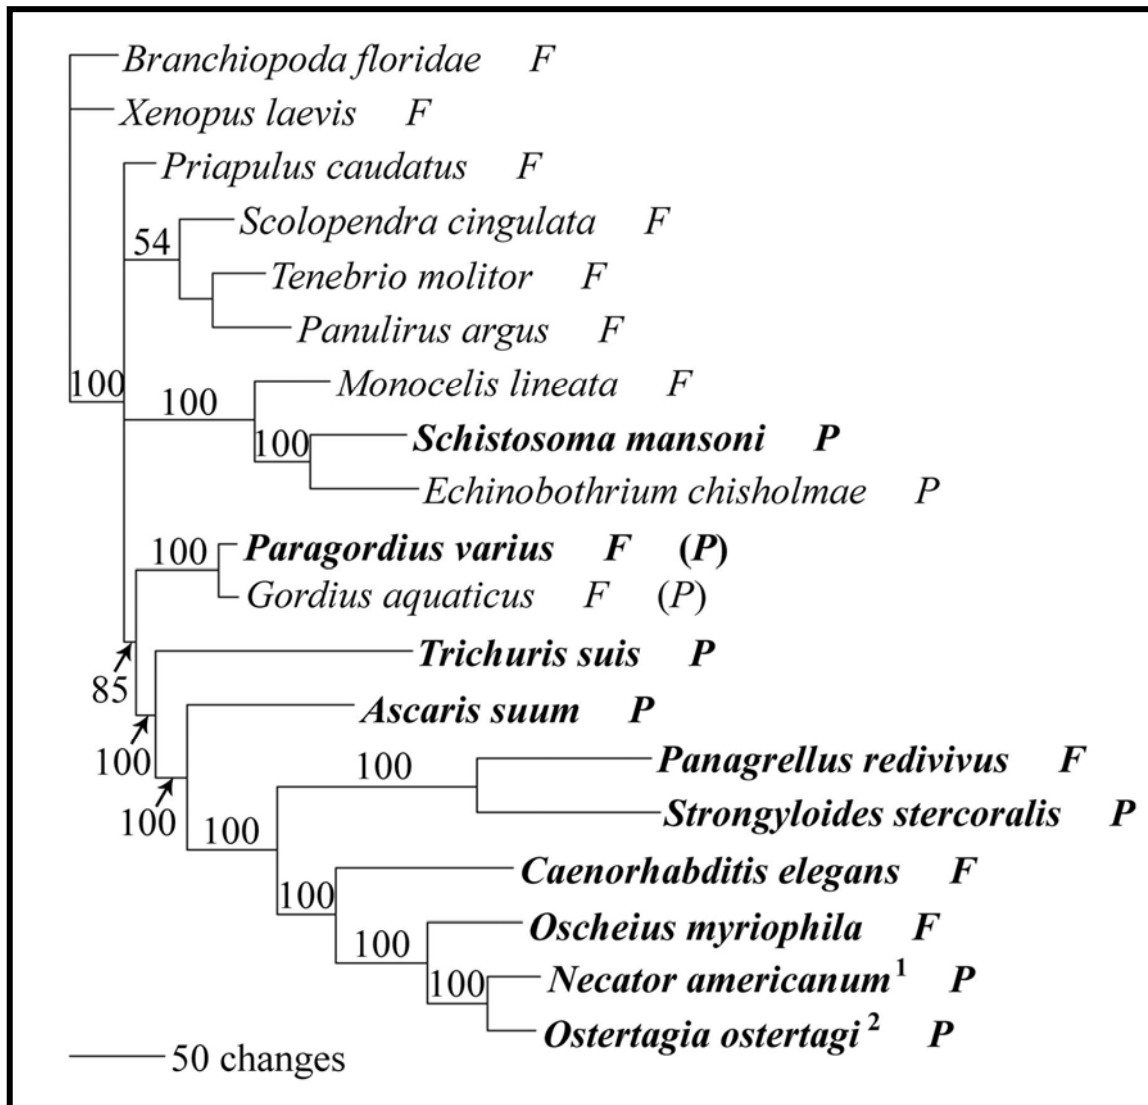 Branchiopoda floridae F
Xenopus laevis F
Priapulus caudatus F
Scolopendra cingulata F
54
Tenebrio molitor F
Panulirus argus F
Monocelis lineata F
100
100
Schistosoma mansoni P
100
Echinobothrium chisholmae P
Paragordius varius F (P)
100
Gordius aquaticus F (P)
Trichuris suis P
85
Ascaris suum P
100
Panagrellus redivivus F
100
Strongyloides stercoralis P
100
100
Caenorhabditis elegans F
100
Oscheius myriophila F
100
Necator americanum¹ P
100
Ostertagia ostertagi² P
50 changes